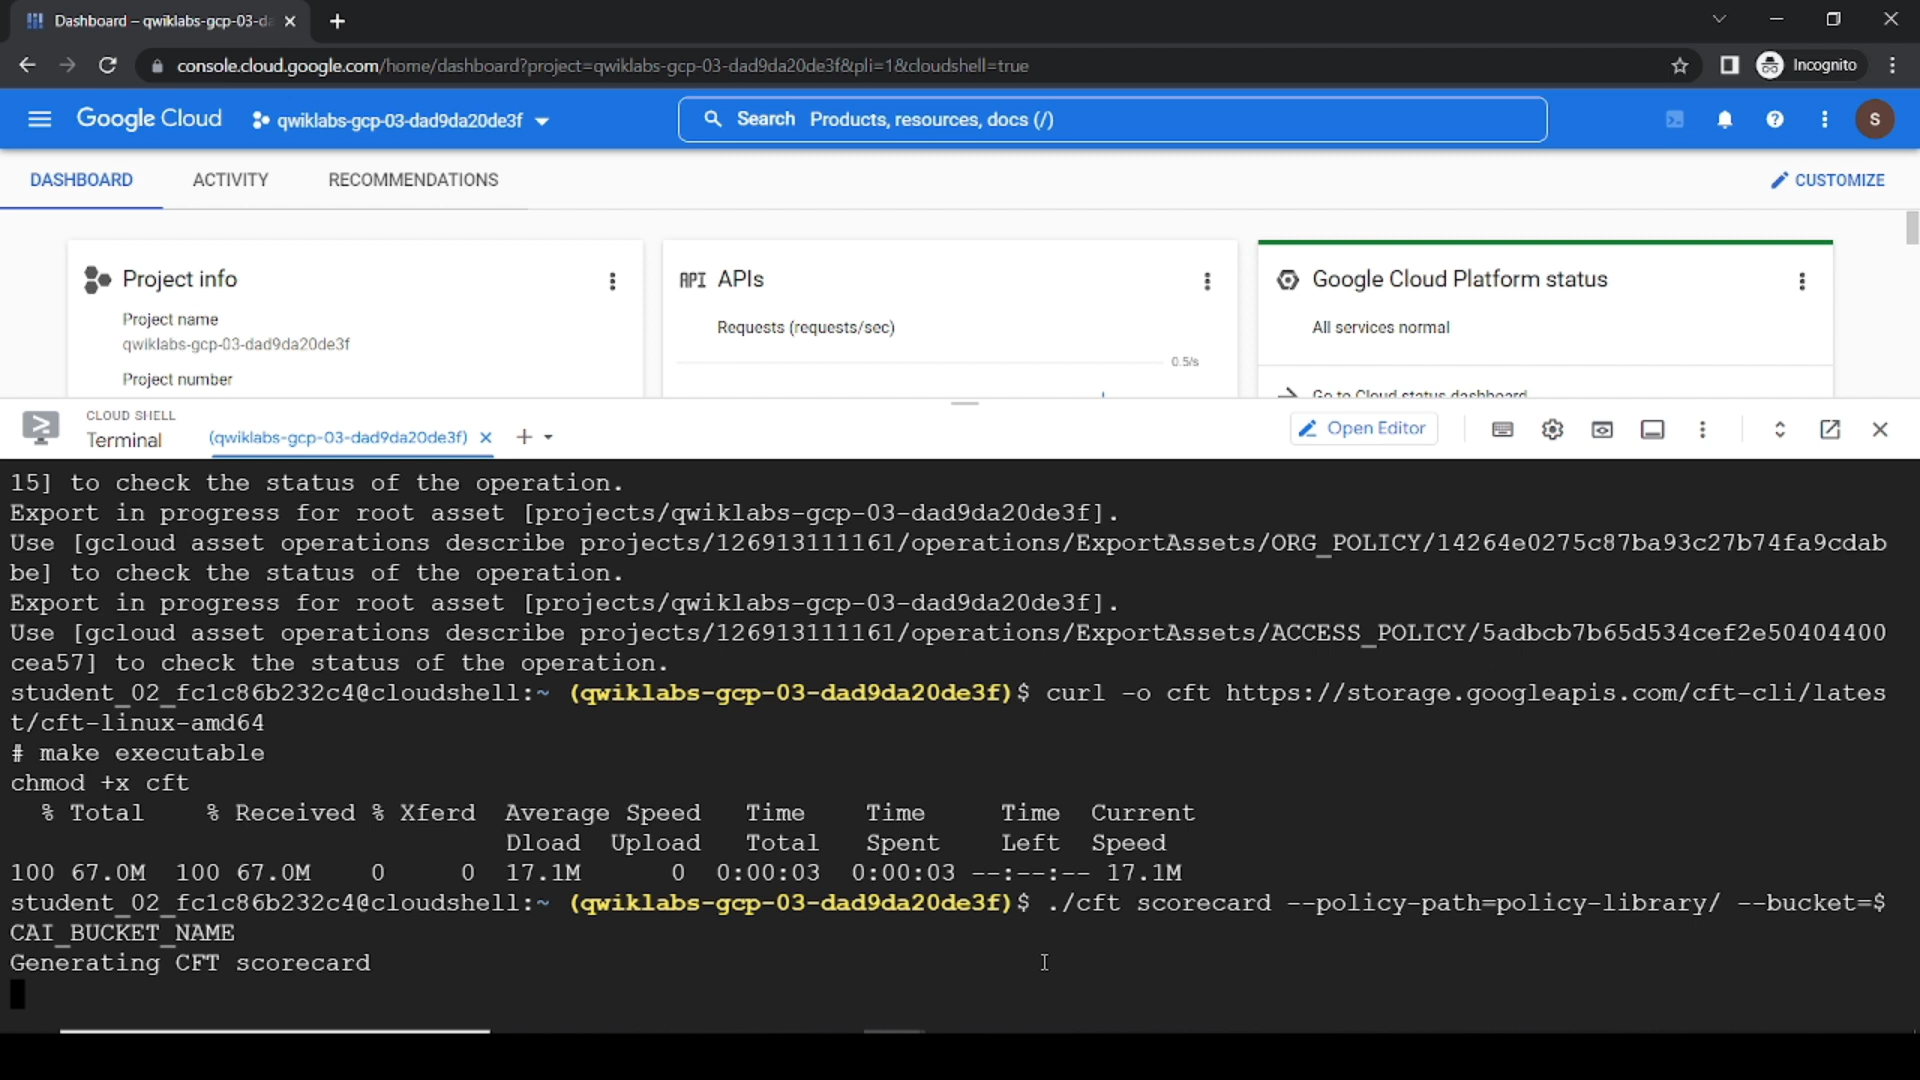 Dashboard – qwiklabs-gcp-03-da
console.cloud.google.com/home/dashboard?project=qwiklabs-gcp-03-dad9da20de3f&pli=1&cloudshell=true
Incognito
Google Cloud
qwiklabs-gcp-03-dad9da20de3f
Search Products, resources, docs (/)
S
DASHBOARD
ACTIVITY
RECOMMENDATIONS
CUSTOMIZE
Project info
Project name
qwiklabs-gcp-03-dad9da20de3f
Project number
API APIs
Requests (requests/sec)
0.5/s
Google Cloud Platform status
All services normal
Go to Cloud status dashboard
CLOUD SHELL
Terminal
(qwiklabs-gcp-03-dad9da20de3f)
Open Editor
15] to check the status of the operation.
Export in progress for root asset [projects/qwiklabs-gcp-03-dad9da20de3f].
Use [gcloud asset operations describe projects/126913111161/operations/ExportAssets/ORG_POLICY/14264e0275c87ba93c27b74fa9cdab
be] to check the status of the operation.
Export in progress for root asset [projects/qwiklabs-gcp-03-dad9da20de3f].
Use [gcloud asset operations describe projects/126913111161/operations/ExportAssets/ACCESS_POLICY/5adbcb7b65d534cef2e50404400
cea57] to check the status of the operation.
student_02_fc1c86b232c4@cloudshell:~ (qwiklabs-gcp-03-dad9da20de3f)$ curl -o cft https://storage.googleapis.com/cft-cli/lates
t/cft-linux-amd64
# make executable
chmod +x cft
% Total % Received % Xferd Average Speed Time Time Time Current
Dload Upload Total Spent Left Speed
100 67.0M 100 67.0M 0 0 17.1M 0 0:00:03 0:00:03 --:--:-- 17.1M
student_02_fc1c86b232c4@cloudshell:~ (qwiklabs-gcp-03-dad9da20de3f)$ ./cft scorecard --policy-path=policy-library/ --bucket=$
CAI_BUCKET_NAME
Generating CFT scorecard